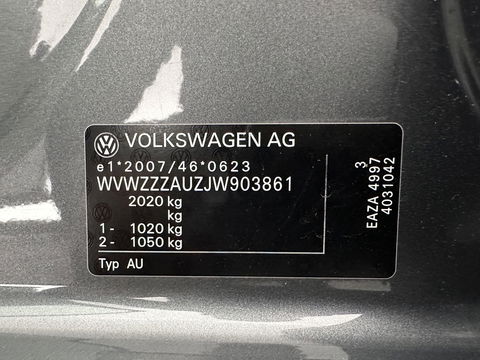 VOLKSWAGEN AG
e1*2007/46*0623
WVWZZZAUZJW903861
2020 kg
kg
1- 1020 kg
2- 1050 kg
Typ AU
3
EAZA 4997
4031042